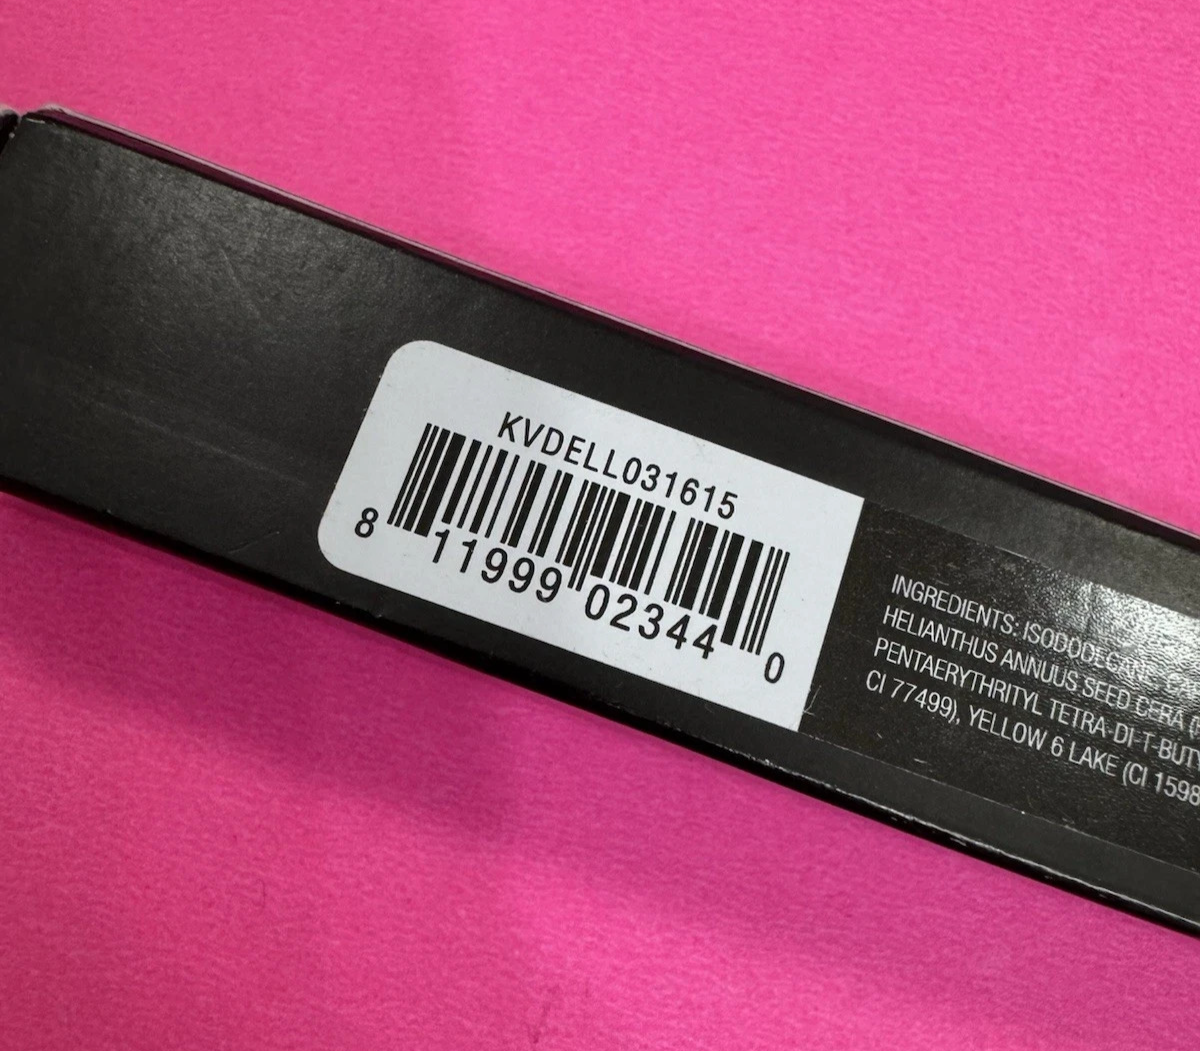 KVDELL031615
8 11999 02344 0
INGREDIENTS: ISODODECANE
HELIANTHUS ANNUUS SEED CERA
PENTAERYTHRITYL TETRA-DI-T-BUTY
CI 77499), YELLOW 6 LAKE (CI 1598